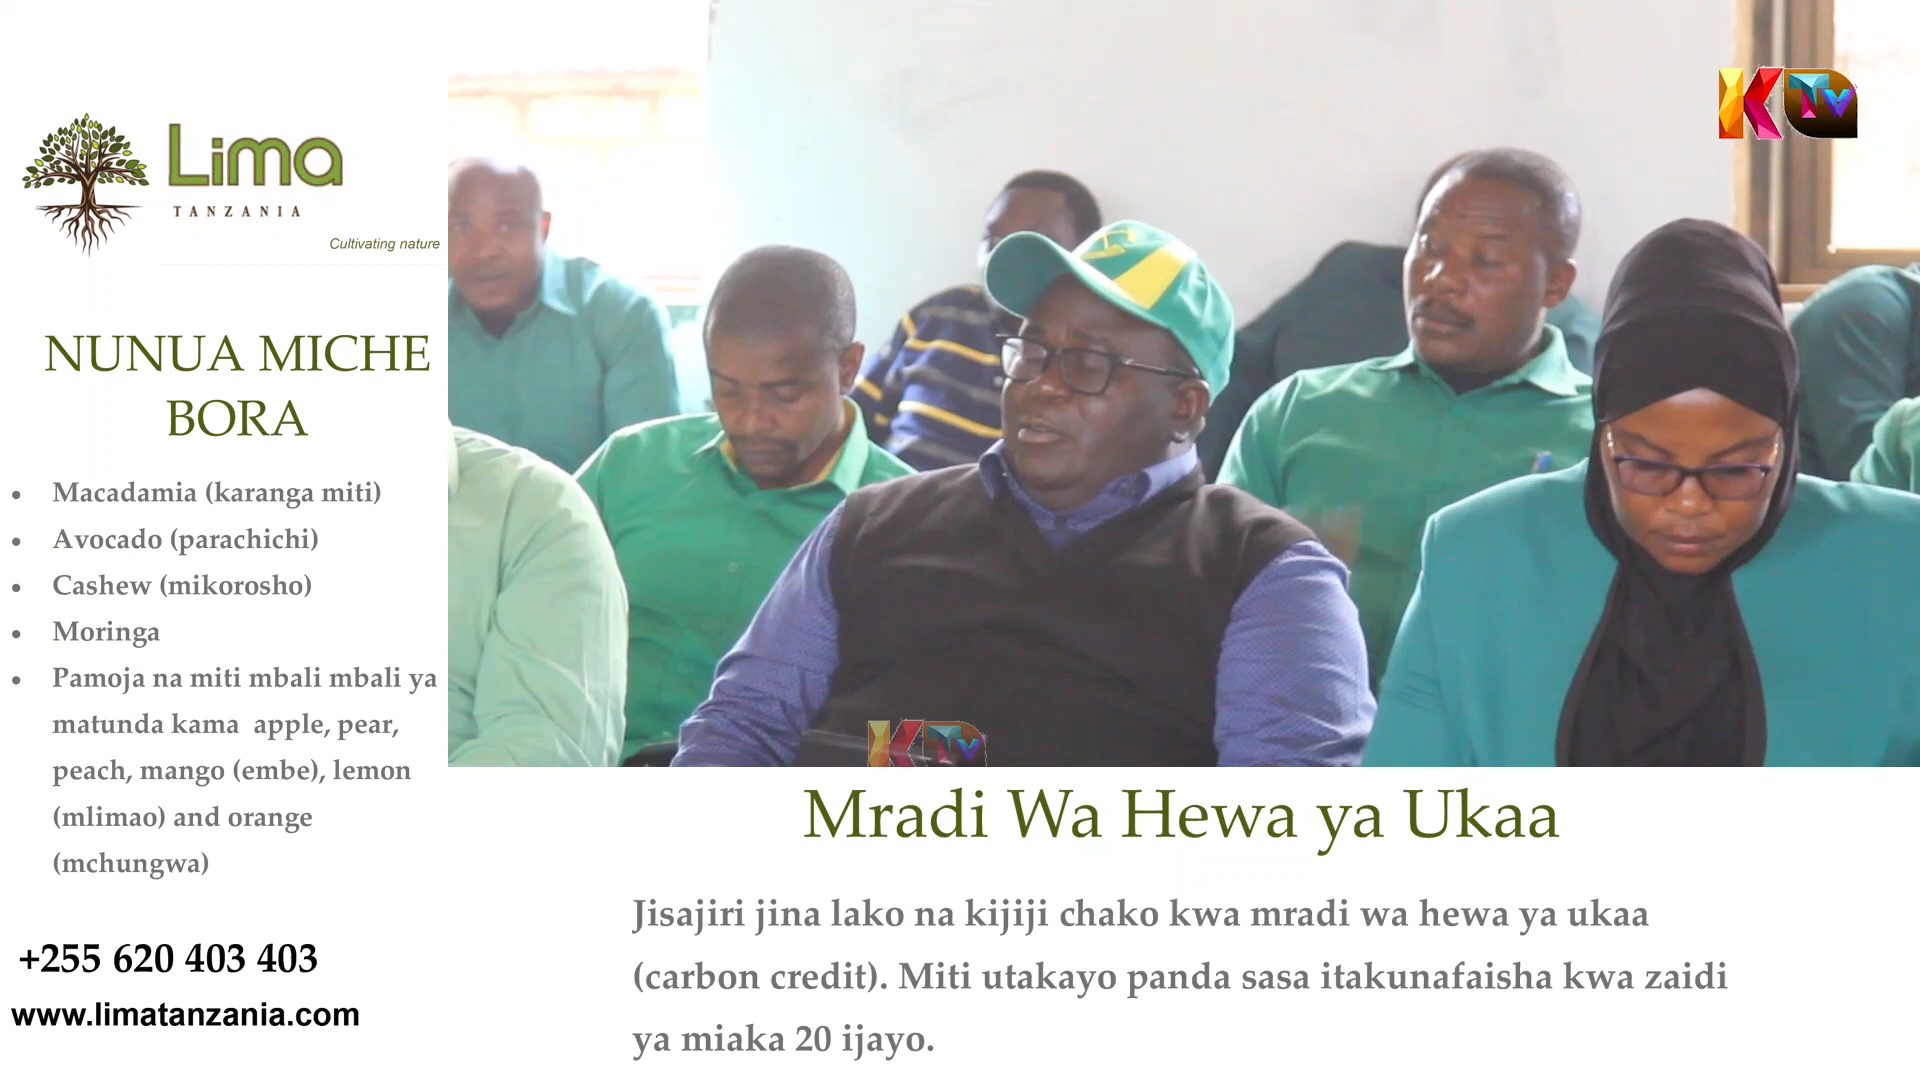 Lima
TANZANIA
Cultivating nature
NUNUA MICHE
BORA
• Macadamia (karanga miti)
• Avocado (parachichi)
• Cashew (mikorosho)
• Moringa
• Pamoja na miti mbali mbali ya
matunda kama apple, pear,
peach, mango (embe), lemon
(mlimao) and orange
(mchungwa)
+255 620 403 403
www.limatanzania.com
KTv
KTv
Mradi Wa Hewa ya Ukaa
Jisajiri jina lako na kijiji chako kwa mradi wa hewa ya ukaa
(carbon credit). Miti utakayo panda sasa itakunafaisha kwa zaidi
ya miaka 20 ijayo.